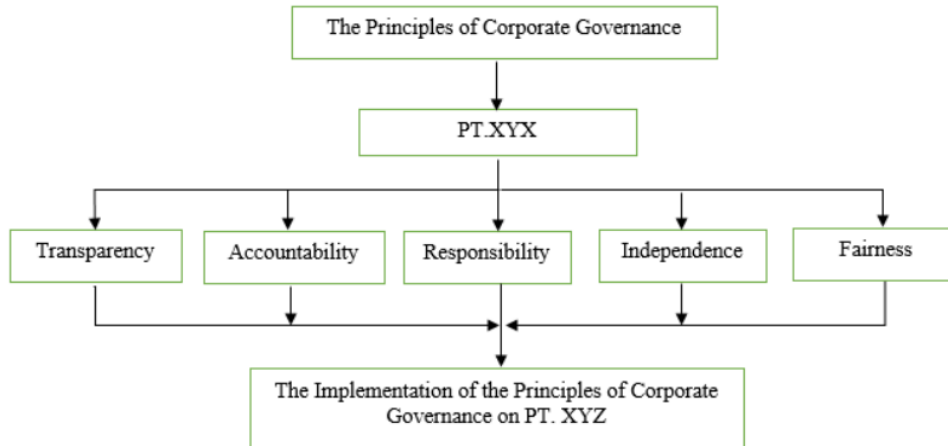 The Principles of Corporate Governance
PT.XYX
Transparency
Accountability
Responsibility
Independence
Fairness
The Implementation of the Principles of Corporate
Governance on PT. XYZ